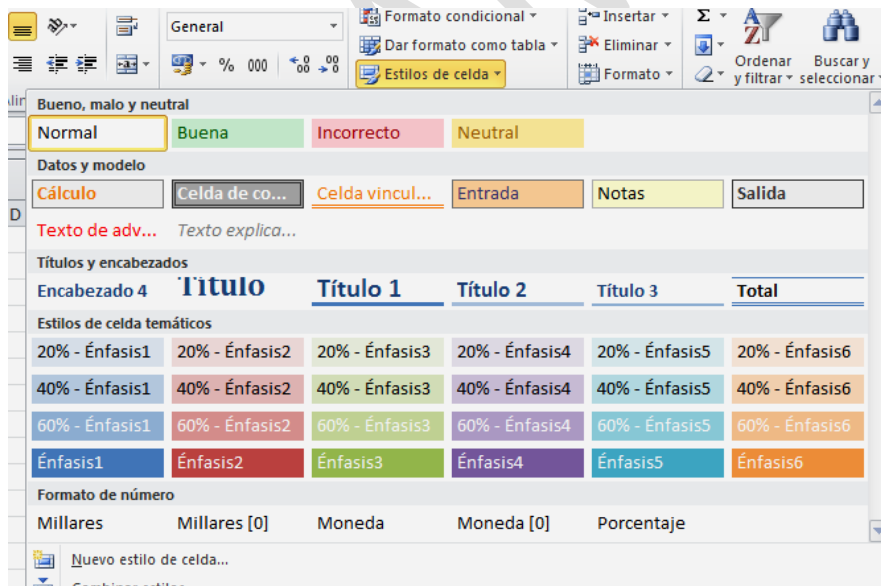 General
% 000
Formato condicional
Dar formato como tabla
Estilos de celda
Insertar
Eliminar
Formato
Σ
Ordenar y filtrar
Buscar y seleccionar
Bueno, malo y neutral
Normal Buena Incorrecto Neutral
Datos y modelo
Cálculo Celda de co... Celda vincul... Entrada Notas Salida
Texto de adv... Texto explica...
Títulos y encabezados
Encabezado 4 Título Título 1 Título 2 Título 3 Total
Estilos de celda temáticos
20% - Énfasis1 20% - Énfasis2 20% - Énfasis3 20% - Énfasis4 20% - Énfasis5 20% - Énfasis6
40% - Énfasis1 40% - Énfasis2 40% - Énfasis3 40% - Énfasis4 40% - Énfasis5 40% - Énfasis6
60% - Énfasis1 60% - Énfasis2 60% - Énfasis3 60% - Énfasis4 60% - Énfasis5 60% - Énfasis6
Énfasis1 Énfasis2 Énfasis3 Énfasis4 Énfasis5 Énfasis6
Formato de número
Millares Millares [0] Moneda Moneda [0] Porcentaje
Nuevo estilo de celda...
D